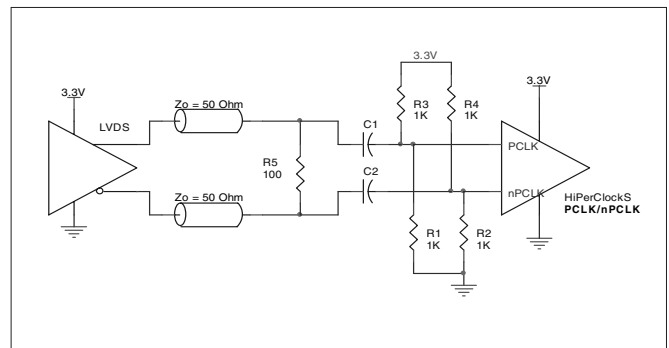 3.3V
3.3V
3.3V
Zo = 50 Ohm
LVDS
R3
1K
R4
1K
C1
PCLK
R5
100
C2
Zo = 50 Ohm
nPCLK
HiPerClockS
PCLK/nPCLK
R1
1K
R2
1K